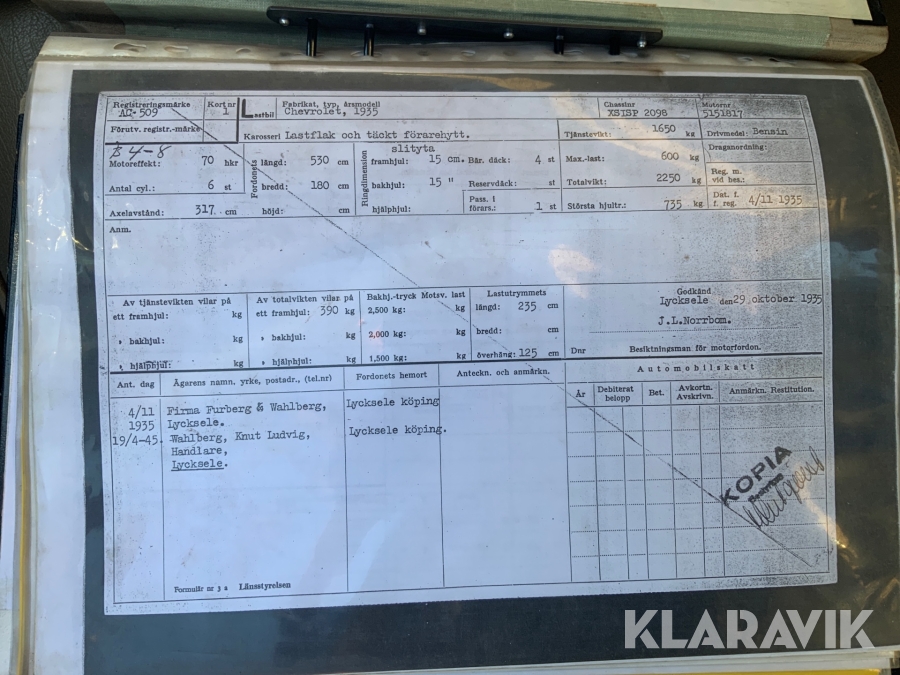 Registreringsmärke Kort nr Lastbil Fabrikat, typ, årsmodell Chassinr Motornr
AC-509 1 Chevrolet, 1935 XSISP 2098 5151817
Förutv. registr.-märke Karosseri Lastflak och täckt förarehytt. Tjänstevikt: 1650 kg Drivmedel: Bensin
B 4-8 slityta
Motoreffekt: 70 hkr Fordonets längd: 530 cm Ringdimension framhjul: 15 cm. Bär. däck: 4 st Max.-last: 600 kg Draganordning:
Antal cyl.: 6 st bredd: 180 cm bakhjul: 15 " Reservdäck: st Totalvikt: 2250 kg Reg. m. vid bes.:
Axelavstånd: 317 cm höjd: cm hjälphjul: Pass. i förars.: 1 st Största hjultr.: 735 kg Dat. f. f. reg. 4/11 1935
Anm.
Av tjänstevikten vilar på Av totalvikten vilar på Bakhj.-tryck Motsv. last Lastutrymmets Godkänd
ett framhjul: kg ett framhjul: 390 kg 2,500 kg: kg längd: 235 cm Lycksele den 29 oktober 1935
J.L.Norrbom.
„ bakhjul: kg „ bakhjul: kg 2,000 kg: kg bredd: cm
„ hjälphjul: kg „ hjälphjul: kg 1,500 kg: kg överhäng: 125 cm Dnr Besiktningsman för motorfordon.
Ant. dag Ägarens namn, yrke, postadr., (tel.nr) Fordonets hemort Anteckn. och anmärkn. Automobilskatt
År Debiterat belopp Bet. Avkortn. Avskrivn. Anmärkn. Restitution.
4/11 Firma Furberg & Wahlberg, Lycksele köping
1935 Lycksele.
19/4-45. Wahlberg, Knut Ludvig, Lycksele köping.
Handlare,
Lycksele.
KOPIA
Formulär nr 3 a Länsstyrelsen
KLARAVIK